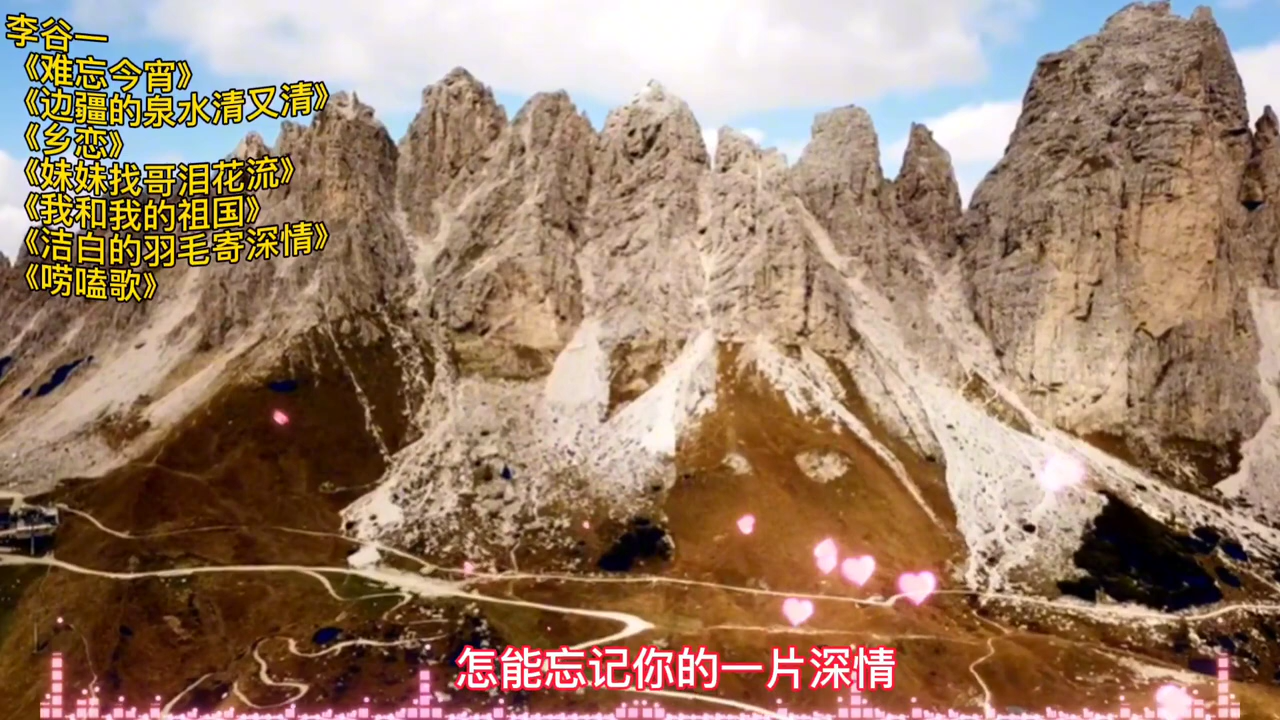 李谷一
《难忘今宵》
《边疆的泉水清又清》
《乡恋》
《妹妹找哥泪花流》
《我和我的祖国》
《洁白的羽毛寄深情》
《唠嗑歌》
怎能忘记你的一片深情